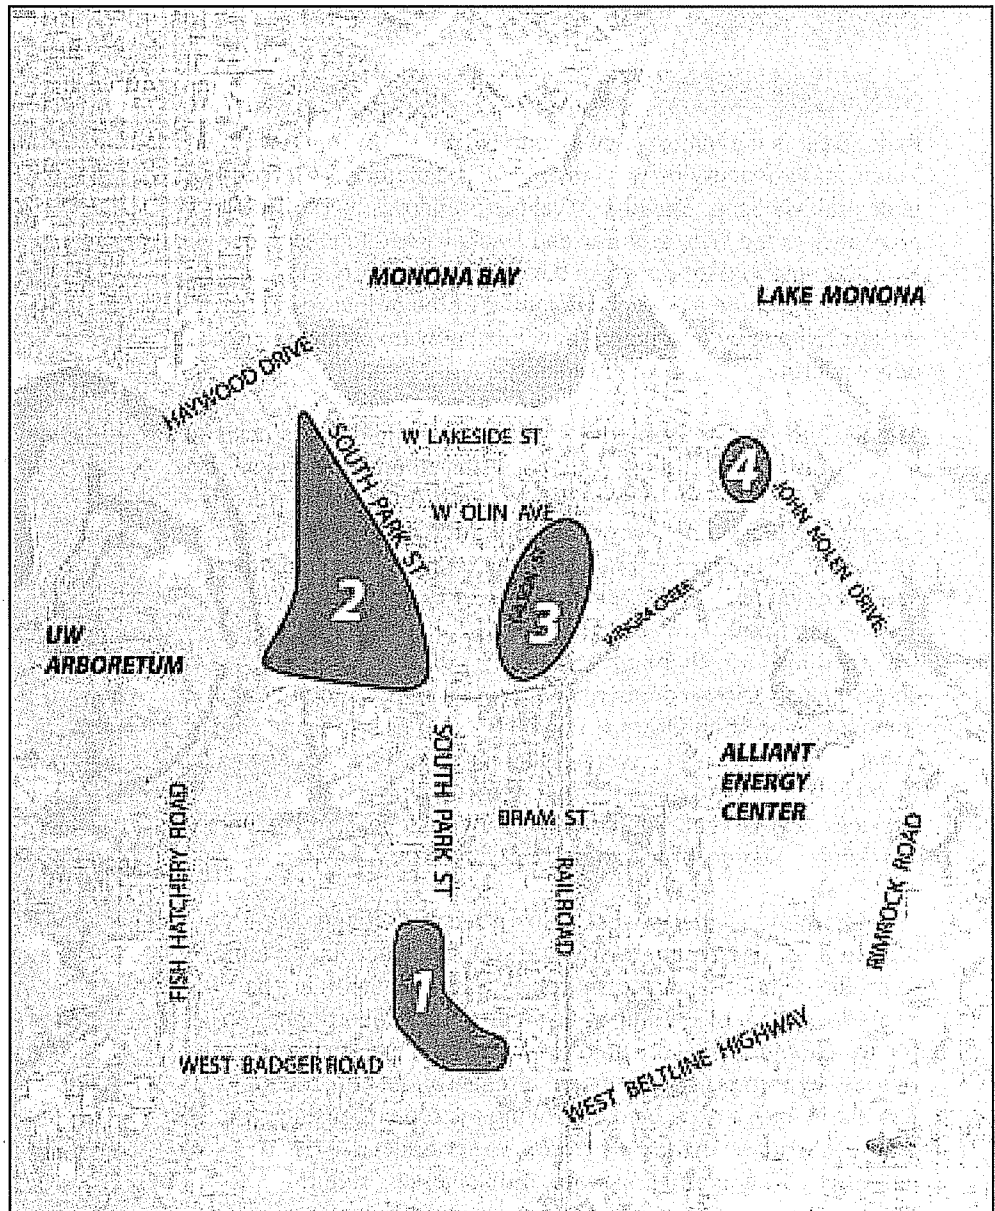 MONONA BAY
LAKE MONONA
HAYWOOD DRIVE
SOUTH PARK ST
W LAKESIDE ST
4
JOHN NOLEN DRIVE
W OLIN AVE
2
3
WINGRA CREEK
UW
ARBORETUM
SOUTH PARK ST
ALLIANT
ENERGY
CENTER
FISH HATCHERY ROAD
BRAM ST
RAILROAD
RIMROCK ROAD
1
WEST BADGER ROAD
WEST BELTLINE HIGHWAY